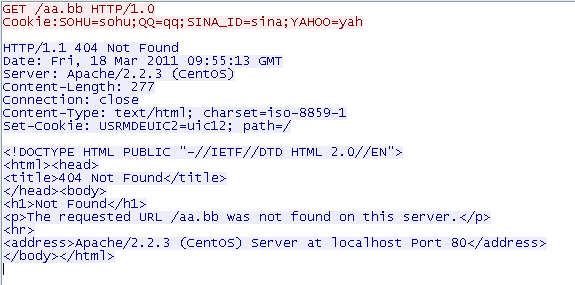 GET /aa.bb HTTP/1.0
Cookie:SOHU=sohu;QQ=qq;SINA_ID=sina;YAHOO=yah
HTTP/1.1 404 Not Found
Date: Fri, 18 Mar 2011 09:55:13 GMT
Server: Apache/2.2.3 (CentOS)
Content-Length: 277
Connection: close
Content-Type: text/html; charset=iso-8859-1
Set-Cookie: USRMDEUIC2=uic12; path=/
<!DOCTYPE HTML PUBLIC "-//IETF//DTD HTML 2.0//EN">
<html><head>
<title>404 Not Found</title>
</head><body>
<h1>Not Found</h1>
<p>The requested URL /aa.bb was not found on this server.</p>
<hr>
<address>Apache/2.2.3 (CentOS) Server at localhost Port 80</address>
</body></html>